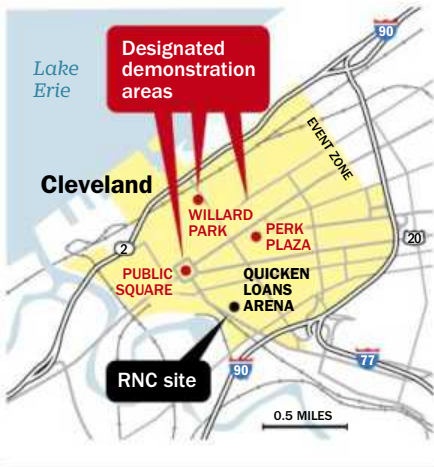 90
Designated
demonstration
areas
Lake
Erie
EVENT ZONE
Cleveland
WILLARD
PARK
PERK
PLAZA
20
2
PUBLIC
SQUARE
QUICKEN
LOANS
ARENA
RNC site
90
77
0.5 MILES